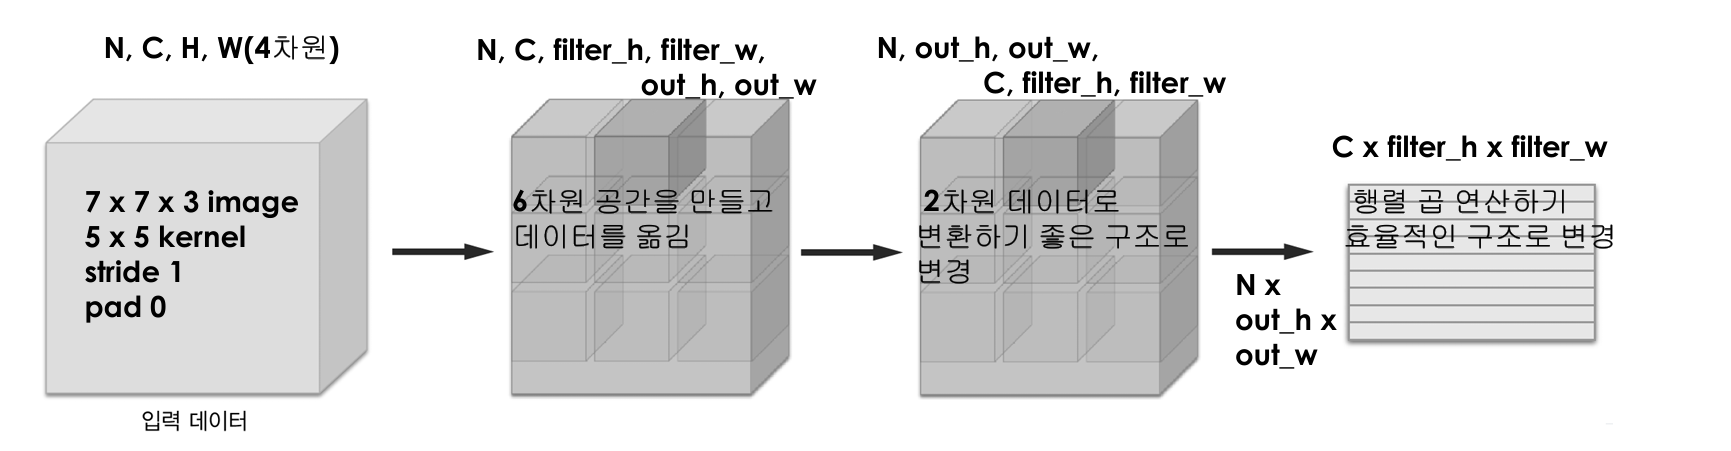 N, C, H, W(4차원)
7 x 7 x 3 image
5 x 5 kernel
stride 1
pad 0
입력 데이터
N, C, filter_h, filter_w,
out_h, out_w
6차원 공간을 만들고
데이터를 옮김
N, out_h, out_w,
C, filter_h, filter_w
2차원 데이터로
변환하기 좋은 구조로
변경
N x
out_h x
out_w
C x filter_h x filter_w
행렬 곱 연산하기
효율적인 구조로 변경